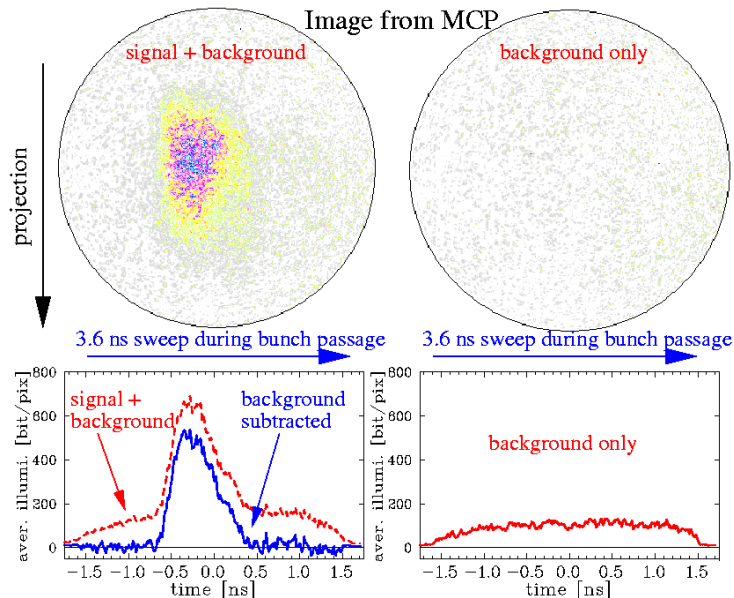 Image from MCP
signal + background
background only
projection
3.6 ns sweep during bunch passage
3.6 ns sweep during bunch passage
aver. illumi. [bit/pix]
800
600
400
200
0
signal +
background
background
subtracted
−1.5 −1.0 −0.5 0.0 0.5 1.0 1.5
time [ns]
aver. illumi. [bit/pix]
800
600
400
200
0
background only
−1.5 −1.0 −0.5 0.0 0.5 1.0 1.5
time [ns]